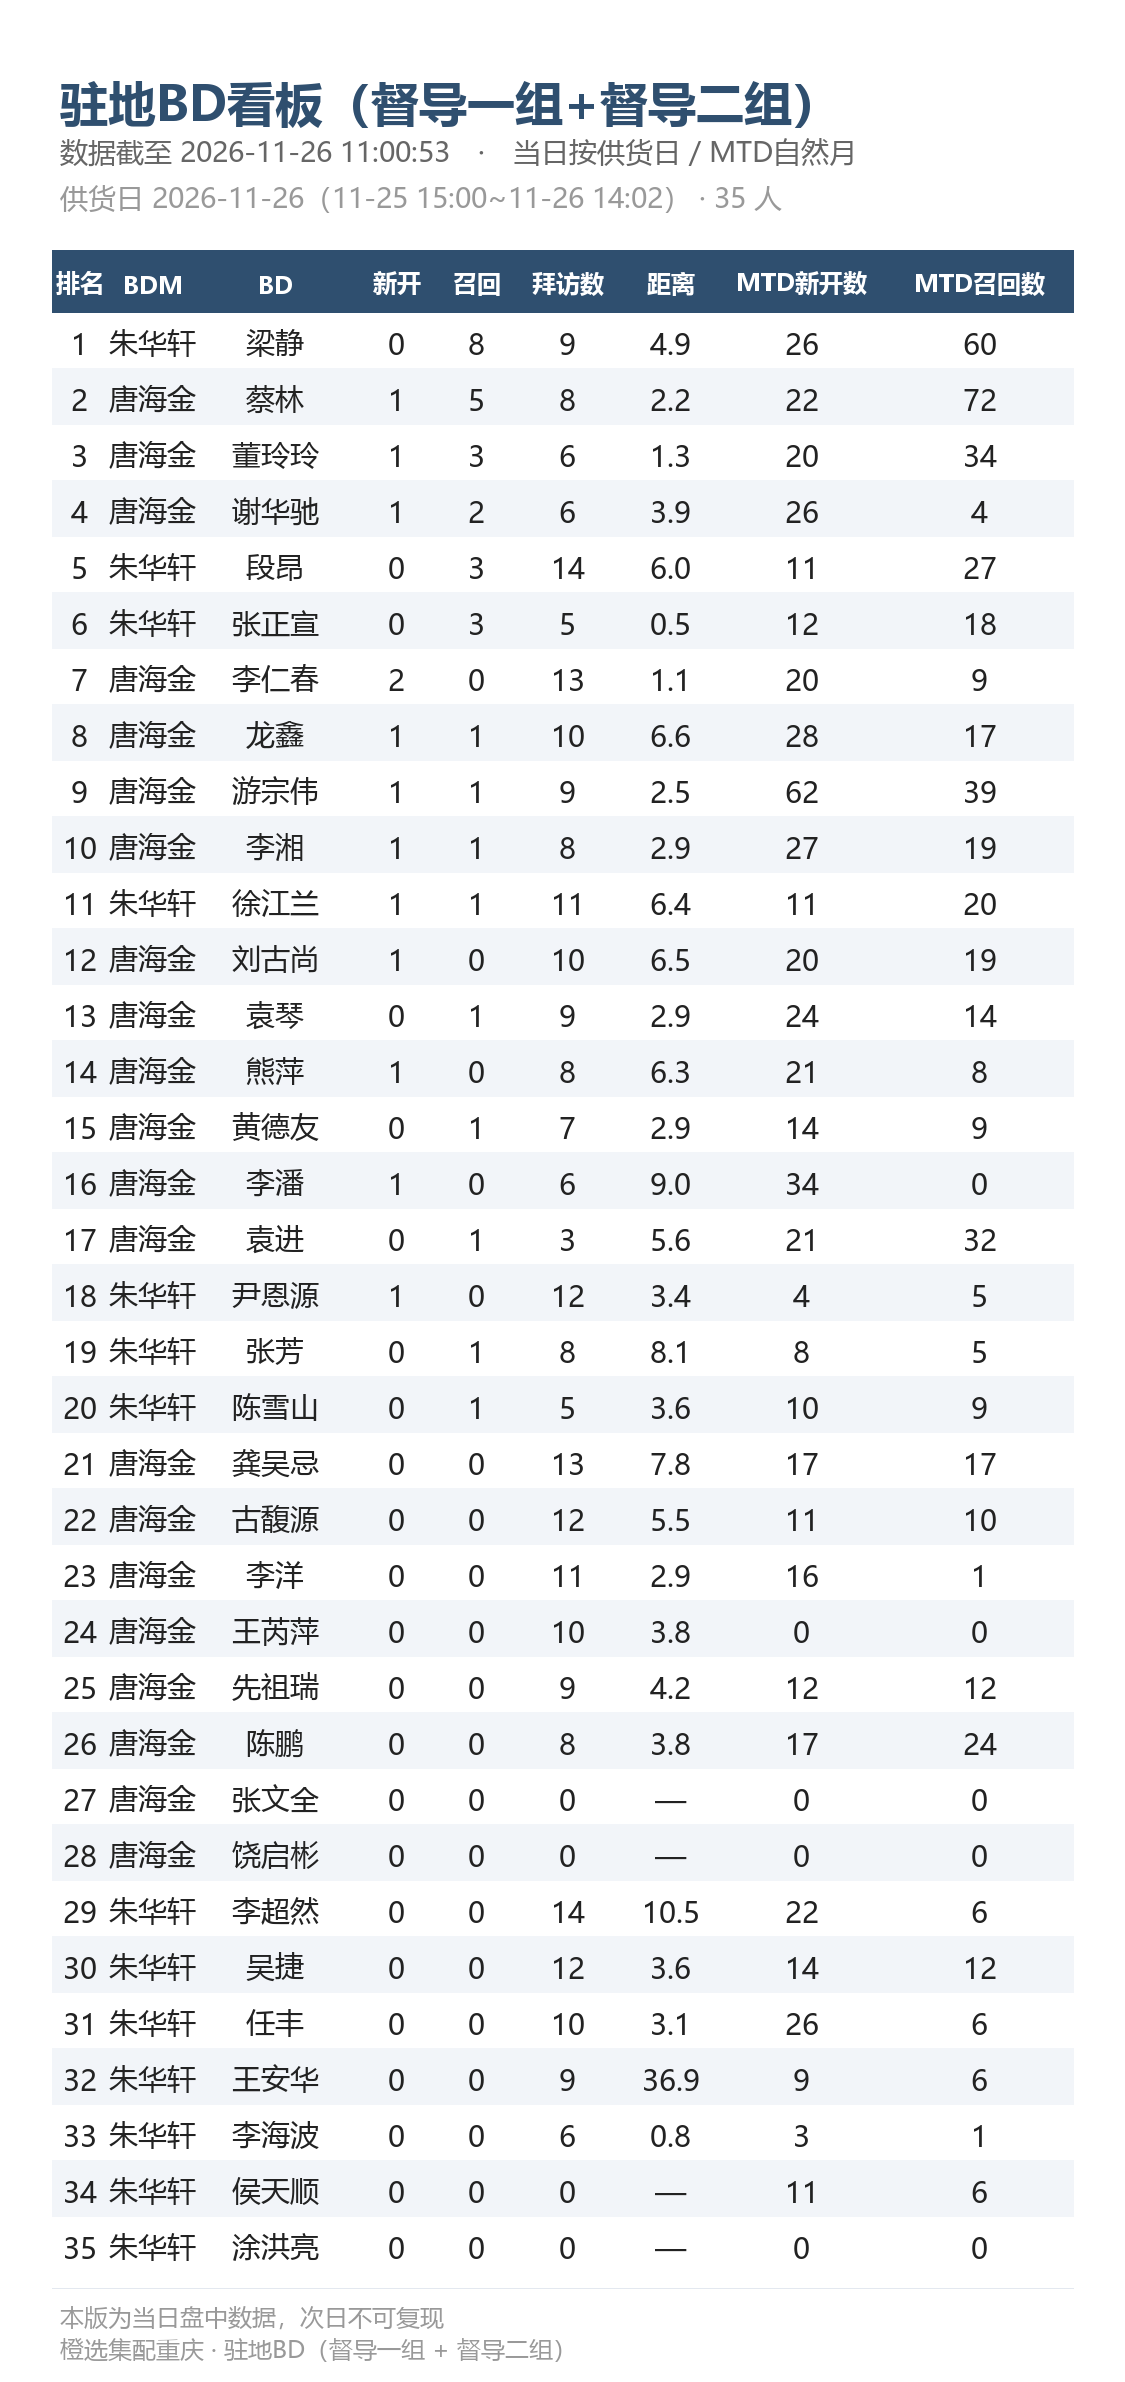 驻地BD看板（督导一组+督导二组）
数据截至 2026-11-26 11:00:53 · 当日按供货日 / MTD自然月
供货日 2026-11-26（11-25 15:00~11-26 14:02） · 35 人
排名 BDM BD 新开 召回 拜访数 距离 MTD新开数 MTD召回数
1 朱华轩 梁静 0 8 9 4.9 26 60
2 唐海金 蔡林 1 5 8 2.2 22 72
3 唐海金 董玲玲 1 3 6 1.3 20 34
4 唐海金 谢华驰 1 2 6 3.9 26 4
5 朱华轩 段昂 0 3 14 6.0 11 27
6 朱华轩 张正宣 0 3 5 0.5 12 18
7 唐海金 李仁春 2 0 13 1.1 20 9
8 唐海金 龙鑫 1 1 10 6.6 28 17
9 唐海金 游宗伟 1 1 9 2.5 62 39
10 唐海金 李湘 1 1 8 2.9 27 19
11 朱华轩 徐江兰 1 1 11 6.4 11 20
12 唐海金 刘古尚 1 0 10 6.5 20 19
13 唐海金 袁琴 0 1 9 2.9 24 14
14 唐海金 熊萍 1 0 8 6.3 21 8
15 唐海金 黄德友 0 1 7 2.9 14 9
16 唐海金 李潘 1 0 6 9.0 34 0
17 唐海金 袁进 0 1 3 5.6 21 32
18 朱华轩 尹恩源 1 0 12 3.4 4 5
19 朱华轩 张芳 0 1 8 8.1 8 5
20 朱华轩 陈雪山 0 1 5 3.6 10 9
21 唐海金 龚吴忌 0 0 13 7.8 17 17
22 唐海金 古馥源 0 0 12 5.5 11 10
23 唐海金 李洋 0 0 11 2.9 16 1
24 唐海金 王芮萍 0 0 10 3.8 0 0
25 唐海金 先祖瑞 0 0 9 4.2 12 12
26 唐海金 陈鹏 0 0 8 3.8 17 24
27 唐海金 张文全 0 0 0 — 0 0
28 唐海金 饶启彬 0 0 0 — 0 0
29 朱华轩 李超然 0 0 14 10.5 22 6
30 朱华轩 吴捷 0 0 12 3.6 14 12
31 朱华轩 任丰 0 0 10 3.1 26 6
32 朱华轩 王安华 0 0 9 36.9 9 6
33 朱华轩 李海波 0 0 6 0.8 3 1
34 朱华轩 侯天顺 0 0 0 — 11 6
35 朱华轩 涂洪亮 0 0 0 — 0 0
本版为当日盘中数据，次日不可复现
橙选集配重庆 · 驻地BD（督导一组 + 督导二组）